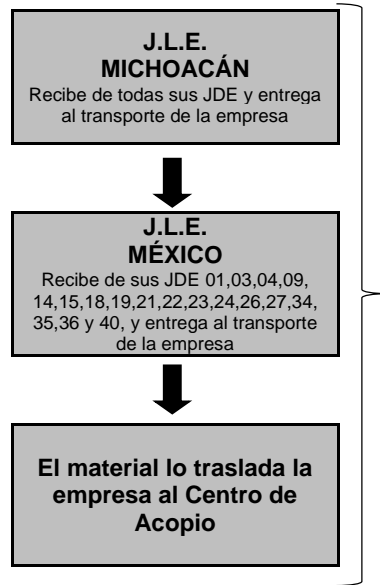 J.L.E.
MICHOACÁN
Recibe de todas sus JDE y entrega
al transporte de la empresa
J.L.E.
MÉXICO
Recibe de sus JDE 01,03,04,09,
14,15,18,19,21,22,23,24,26,27,34,
35,36 y 40, y entrega al transporte
de la empresa
El material lo traslada la
empresa al Centro de
Acopio